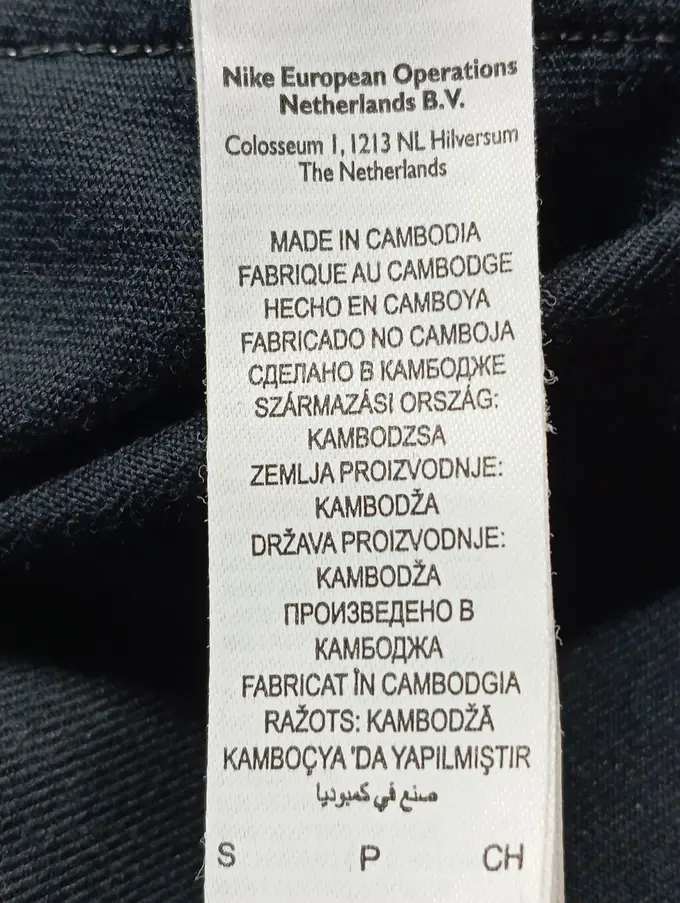 Nike European Operations
Netherlands B.V.
Colosseum 1, 1213 NL Hilversum
The Netherlands
MADE IN CAMBODIA
FABRIQUE AU CAMBODGE
HECHO EN CAMBOYA
FABRICADO NO CAMBOJA
СДЕЛАНО В КАМБОДЖЕ
SZÁRMAZÁSI ORSZÁG:
KAMBODZSA
ZEMLJA PROIZVODNJE:
KAMBODŽA
DRŽAVA PROIZVODNJE:
KAMBODŽA
ПРОИЗВЕДЕНО В
КАМБОДЖА
FABRICAT ÎN CAMBODGIA
RAŽOTS: KAMBODŽĀ
KAMBOÇYA 'DA YAPILMIŞTIR
صنع في كمبوديا
S P CH